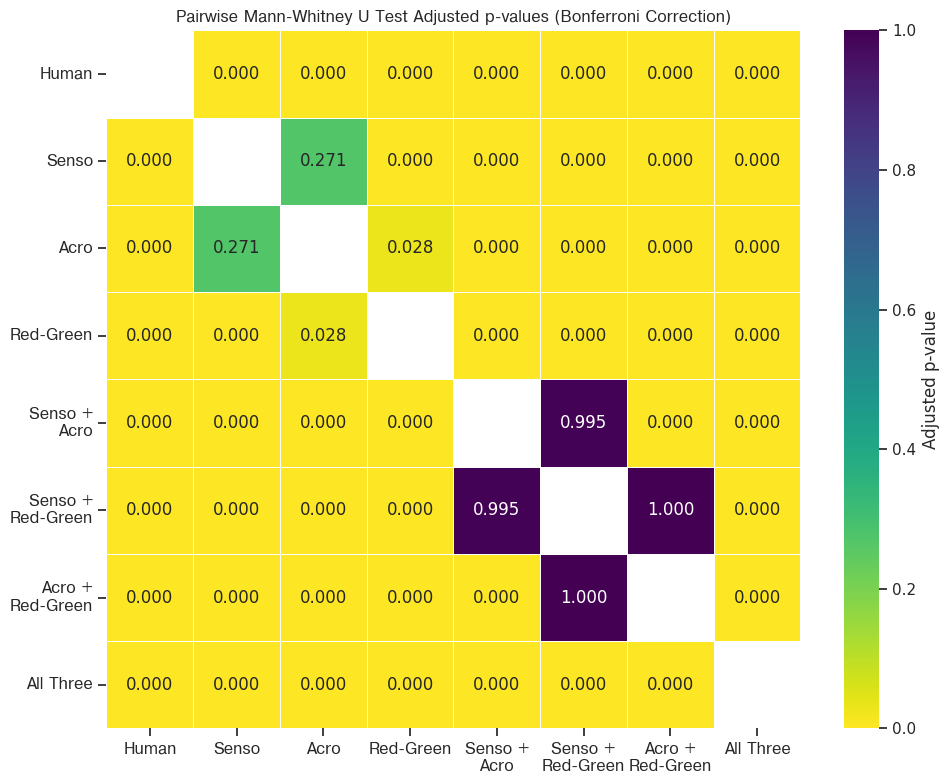 Pairwise Mann-Whitney U Test Adjusted p-values (Bonferroni Correction)
Human 0.000 0.000 0.000 0.000 0.000 0.000 0.000
Senso 0.000 0.271 0.000 0.000 0.000 0.000 0.000
Acro 0.000 0.271 0.028 0.000 0.000 0.000 0.000
Red-Green 0.000 0.000 0.028 0.000 0.000 0.000 0.000
Senso +
Acro 0.000 0.000 0.000 0.000 0.995 0.000 0.000
Senso +
Red-Green 0.000 0.000 0.000 0.000 0.995 1.000 0.000
Acro +
Red-Green 0.000 0.000 0.000 0.000 0.000 1.000 0.000
All Three 0.000 0.000 0.000 0.000 0.000 0.000 0.000
Human Senso Acro Red-Green Senso + Senso + Acro + All Three
Acro Red-Green Red-Green
1.0
0.8
0.6
0.4
0.2
0.0
Adjusted p-value